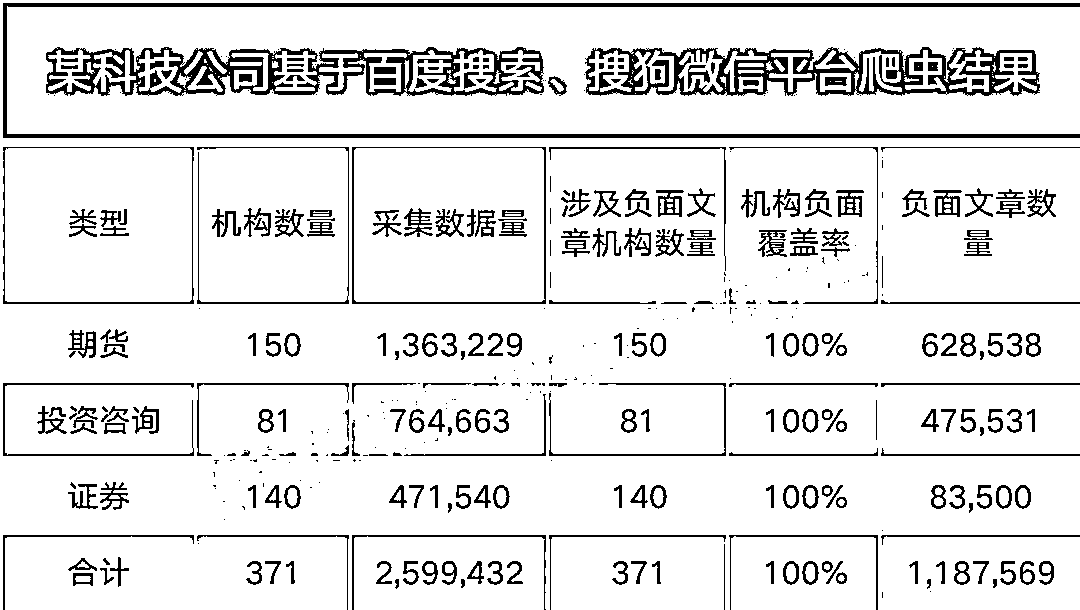 某科技公司基于百度搜索、搜狗微信平台爬虫结果
类型 机构数量 采集数据量 涉及负面文章机构数量 机构负面覆盖率 负面文章数量
期货 150 1,363,229 150 100% 628,538
投资咨询 81 764,663 81 100% 475,531
证券 140 471,540 140 100% 83,500
合计 371 2,599,432 371 100% 1,187,569